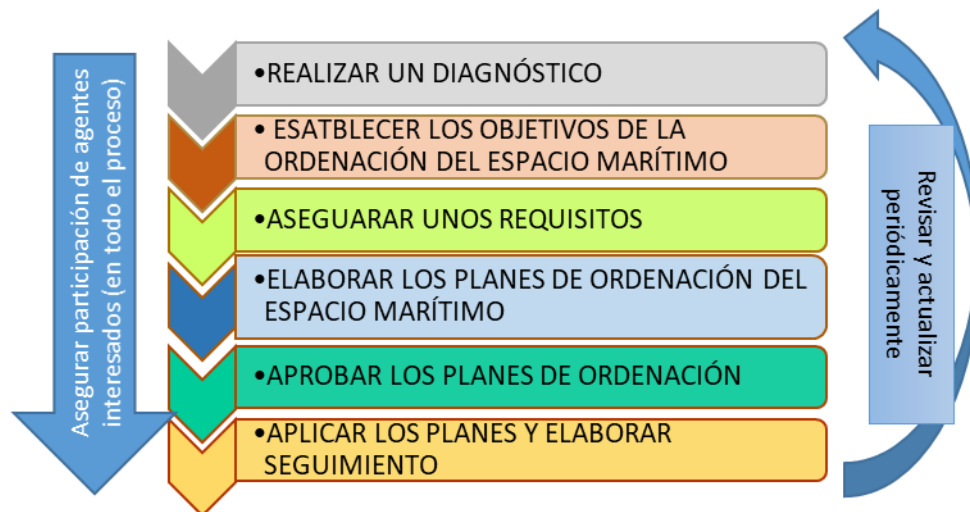 Asegurar participación de agentes
interesados (en todo el proceso)
•REALIZAR UN DIAGNÓSTICO
• ESATBLECER LOS OBJETIVOS DE LA
ORDENACIÓN DEL ESPACIO MARÍTIMO
•ASEGUARAR UNOS REQUISITOS
•ELABORAR LOS PLANES DE ORDENACIÓN DEL
ESPACIO MARÍTIMO
•APROBAR LOS PLANES DE ORDENACIÓN
•APLICAR LOS PLANES Y ELABORAR
SEGUIMIENTO
Revisar y actualizar
periódicamente